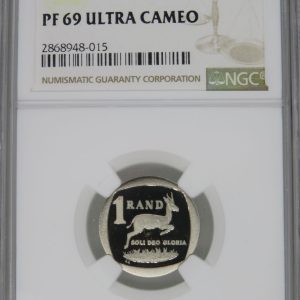 PF 69 ULTRA CAMEO
2868948-015
NUMISMATIC GUARANTY CORPORATION
NGC
1 RAND
SOLI DEO GLORIA